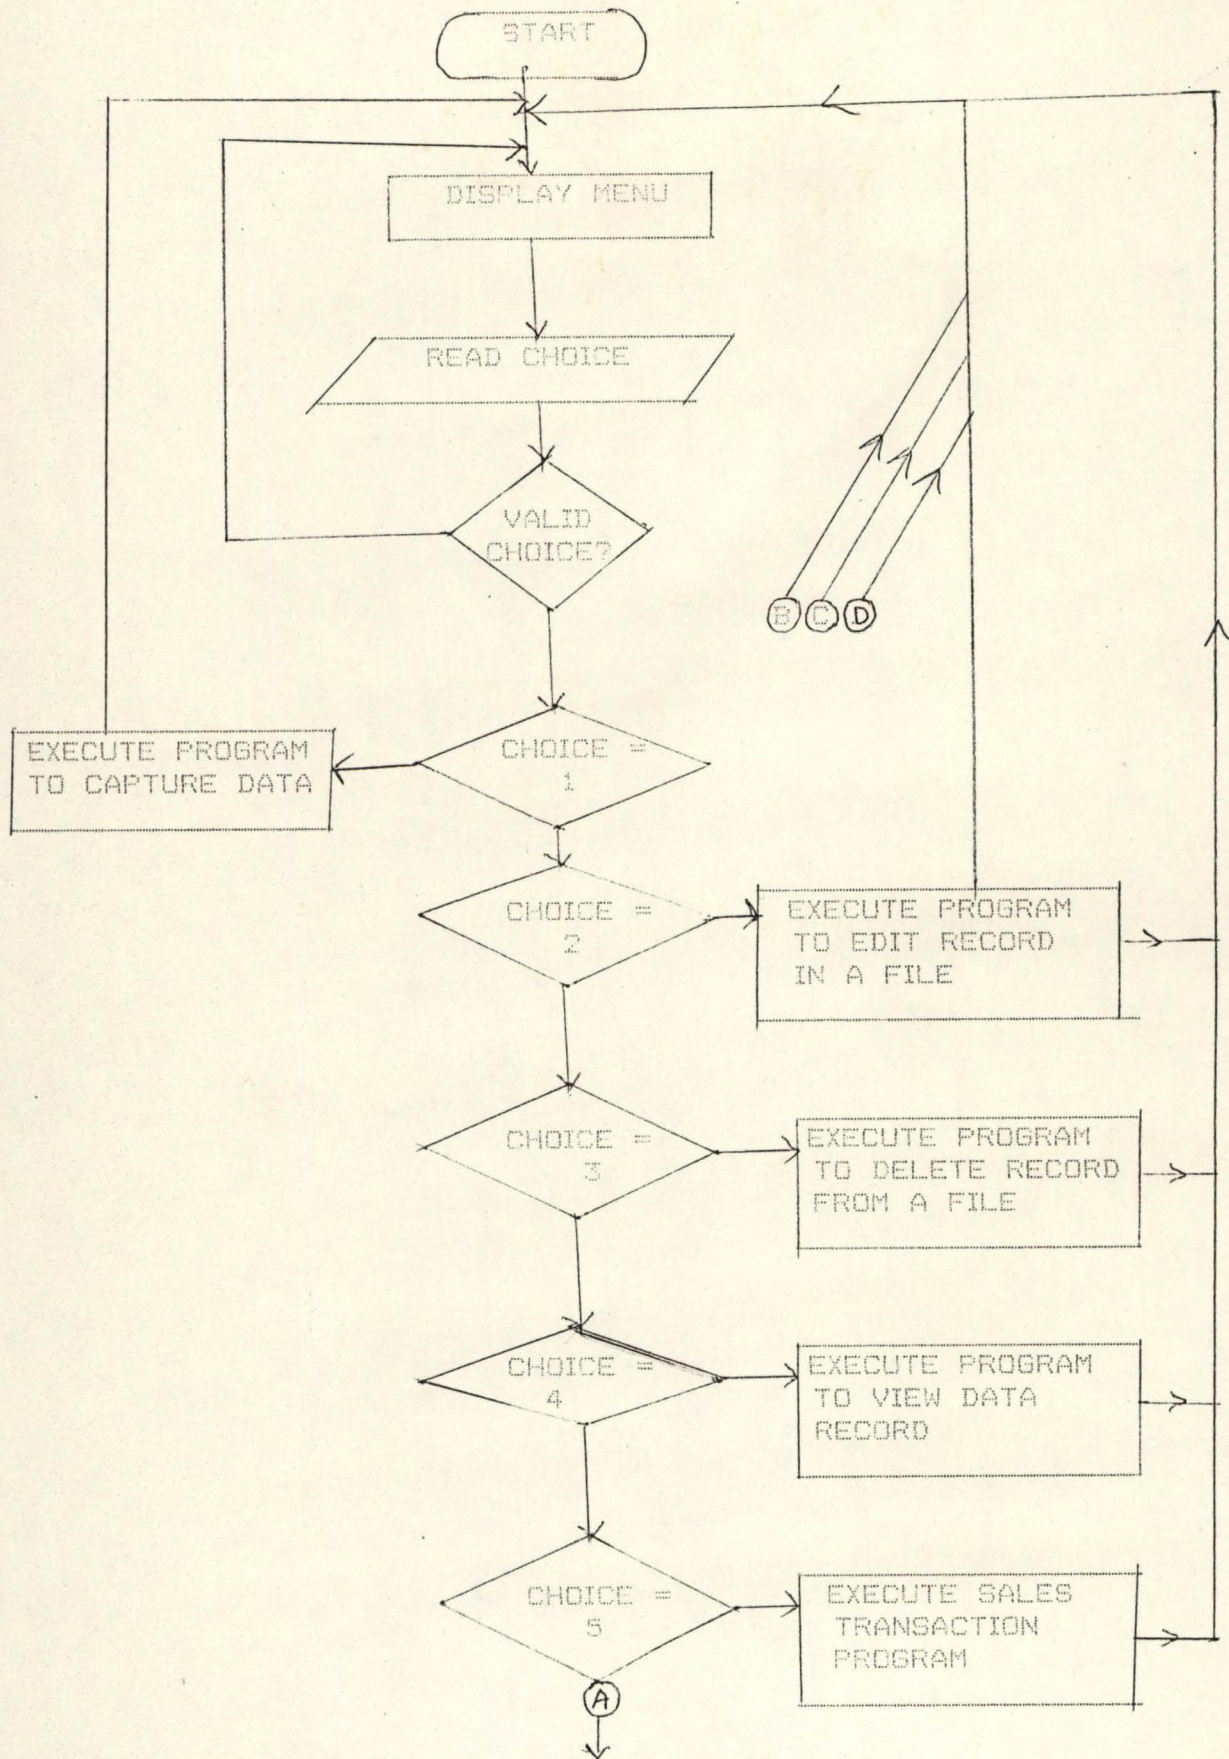 START
DISPLAY MENU
READ CHOICE
VALID
CHOICE?
B C D
EXECUTE PROGRAM
TO CAPTURE DATA
CHOICE =
1
CHOICE =
2
EXECUTE PROGRAM
TO EDIT RECORD
IN A FILE
CHOICE =
3
EXECUTE PROGRAM
TO DELETE RECORD
FROM A FILE
CHOICE =
4
EXECUTE PROGRAM
TO VIEW DATA
RECORD
CHOICE =
5
EXECUTE SALES
TRANSACTION
PROGRAM
A